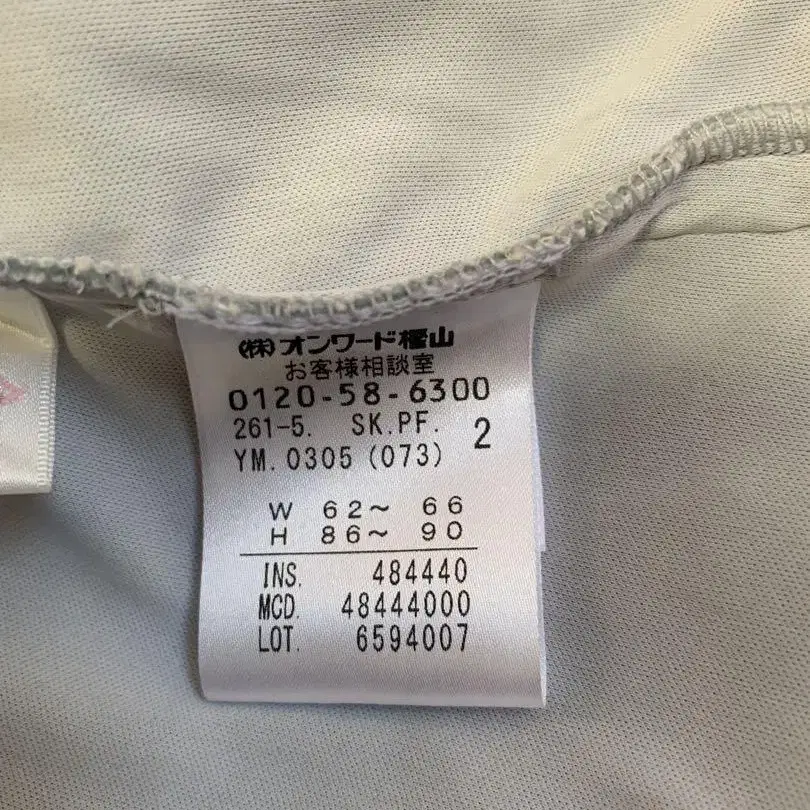 (株)オンワード樫山
お客様相談室
0120-58-6300
261-5. SK.PF. 2
YM.0305(073)
W 62～ 66
H 86～ 90
INS. 484440
MCD. 48444000
LOT. 6594007